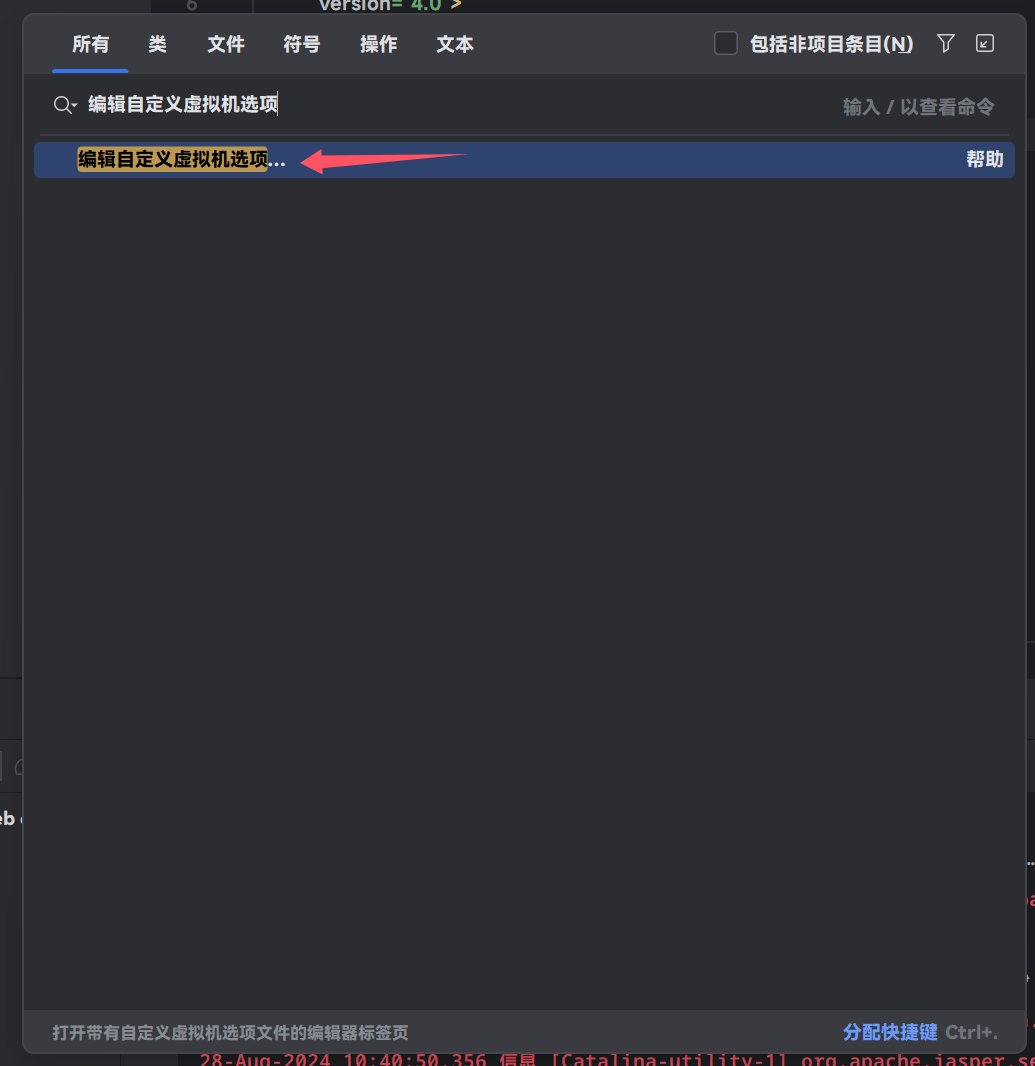 6 version="4.0">
所有 类 文件 符号 操作 文本 包括非项目条目(N)
编辑自定义虚拟机选项 输入 / 以查看命令
编辑自定义虚拟机选项... 帮助
打开带有自定义虚拟机选项文件的编辑器标签页 分配快捷键 Ctrl+.
28-Aug-2024 10:40:50.356 信息 [Catalina-utility-1] org.apache.jasper.se